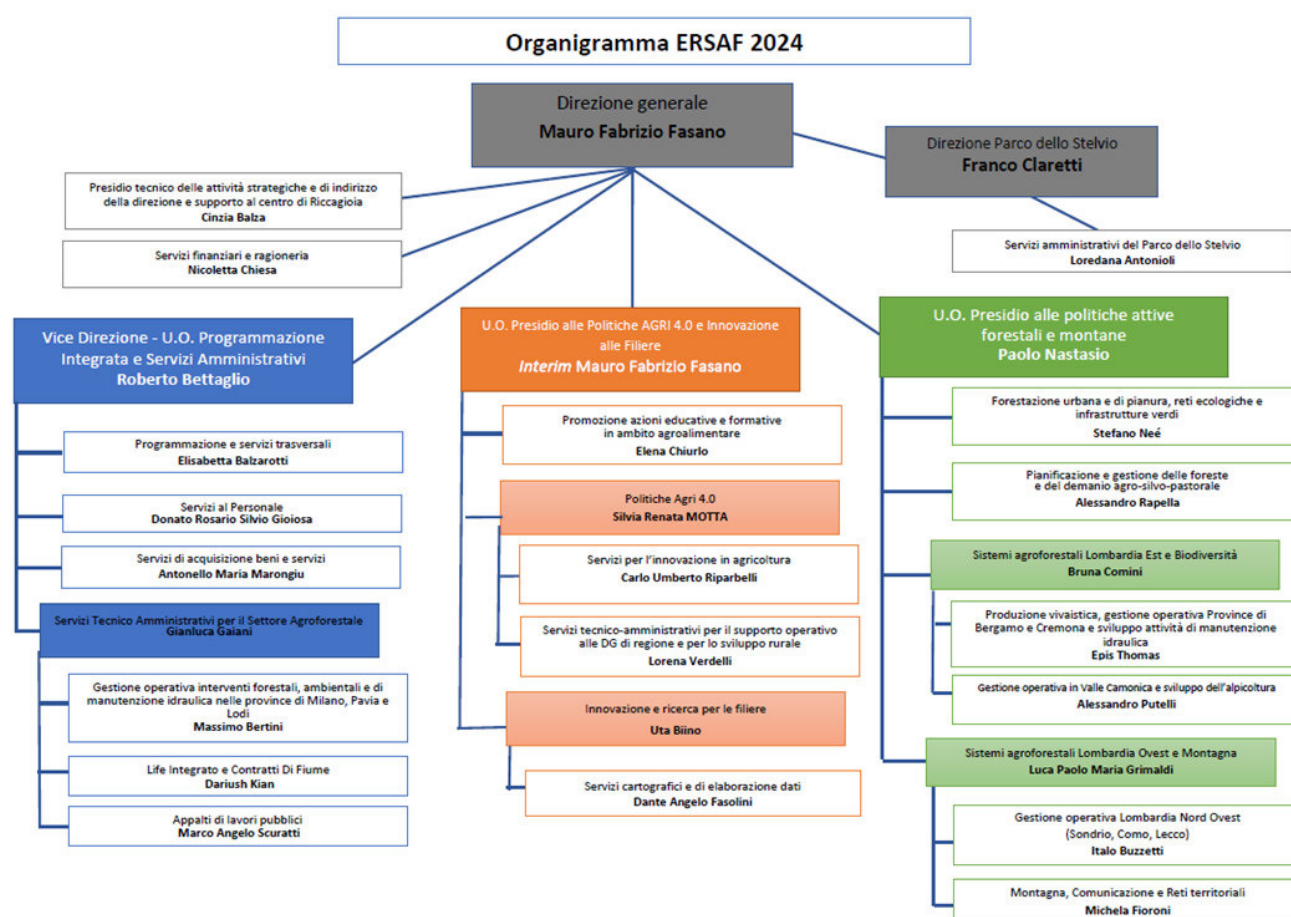 Organigramma ERSAF 2024
Direzione generale
Mauro Fabrizio Fasano
Direzione Parco dello Stelvio
Franco Claretti
Presidio tecnico delle attività strategiche e di indirizzo
della direzione e supporto al centro di Riccagioia
Cinzia Balza
Servizi finanziari e ragioneria
Nicoletta Chiesa
Servizi amministrativi del Parco dello Stelvio
Loredana Antonioli
Vice Direzione - U.O. Programmazione
Integrata e Servizi Amministrativi
Roberto Bettaglio
Programmazione e servizi trasversali
Elisabetta Balzarotti
Servizi al Personale
Donato Rosario Silvio Gioiosa
Servizi di acquisizione beni e servizi
Antonello Maria Marongiu
Servizi Tecnico Amministrativi per il Settore Agroforestale
Gianluca Gaiani
Gestione operativa interventi forestali, ambientali e di
manutenzione idraulica nelle province di Milano, Pavia e
Lodi
Massimo Bertini
Life Integrato e Contratti Di Fiume
Dariush Kian
Appalti di lavori pubblici
Marco Angelo Scuratti
U.O. Presidio alle Politiche AGRI 4.0 e Innovazione
alle Filiere
Interim Mauro Fabrizio Fasano
Promozione azioni educative e formative
in ambito agroalimentare
Elena Chiurlo
Politiche Agri 4.0
Silvia Renata MOTTA
Servizi per l'innovazione in agricoltura
Carlo Umberto Riparbelli
Servizi tecnico-amministrativi per il supporto operativo
alle DG di regione e per lo sviluppo rurale
Lorena Verdelli
Innovazione e ricerca per le filiere
Uta Biino
Servizi cartografici e di elaborazione dati
Dante Angelo Fasolini
U.O. Presidio alle politiche attive
forestali e montane
Paolo Nastasio
Forestazione urbana e di pianura, reti ecologiche e
infrastrutture verdi
Stefano Neé
Pianificazione e gestione delle foreste
e del demanio agro-silvo-pastorale
Alessandro Rapella
Sistemi agroforestali Lombardia Est e Biodiversità
Bruna Comini
Produzione vivaistica, gestione operativa Province di
Bergamo e Cremona e sviluppo attività di manutenzione
idraulica
Epis Thomas
Gestione operativa in Valle Camonica e sviluppo dell'alpicoltura
Alessandro Putelli
Sistemi agroforestali Lombardia Ovest e Montagna
Luca Paolo Maria Grimaldi
Gestione operativa Lombardia Nord Ovest
(Sondrio, Como, Lecco)
Italo Buzzetti
Montagna, Comunicazione e Reti territoriali
Michela Fioroni